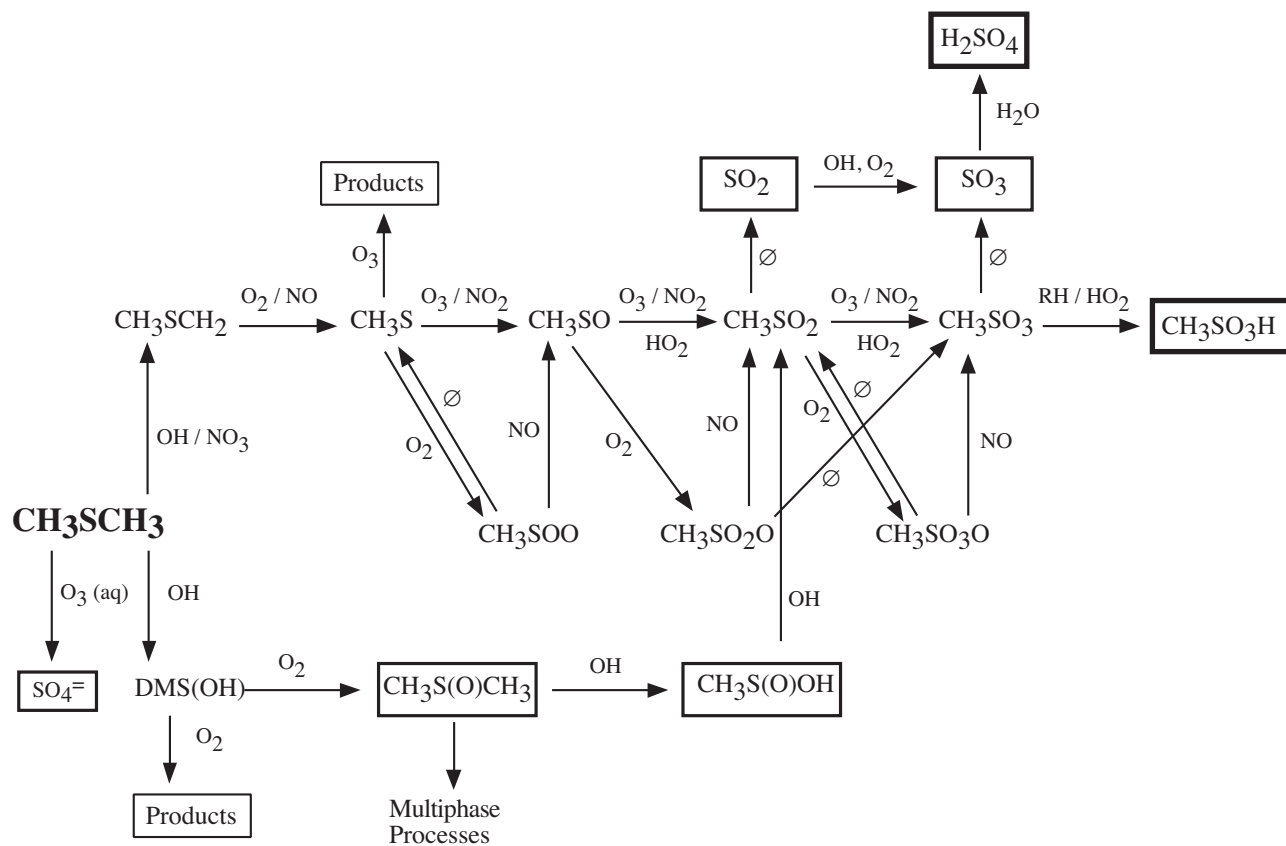 H2SO4
H2O
SO2
OH, O2
SO3
Products
O3
∅
∅
CH3SCH2
O2 / NO
CH3S
O3 / NO2
CH3SO
O3 / NO2
HO2
CH3SO2
O3 / NO2
HO2
CH3SO3
RH / HO2
CH3SO3H
OH / NO3
O2
∅
NO
O2
NO
∅
O2
∅
NO
CH3SCH3
CH3SOO
CH3SO2O
CH3SO3O
O3 (aq)
OH
OH
SO4=
DMS(OH)
O2
CH3S(O)CH3
OH
CH3S(O)OH
O2
Products
Multiphase
Processes